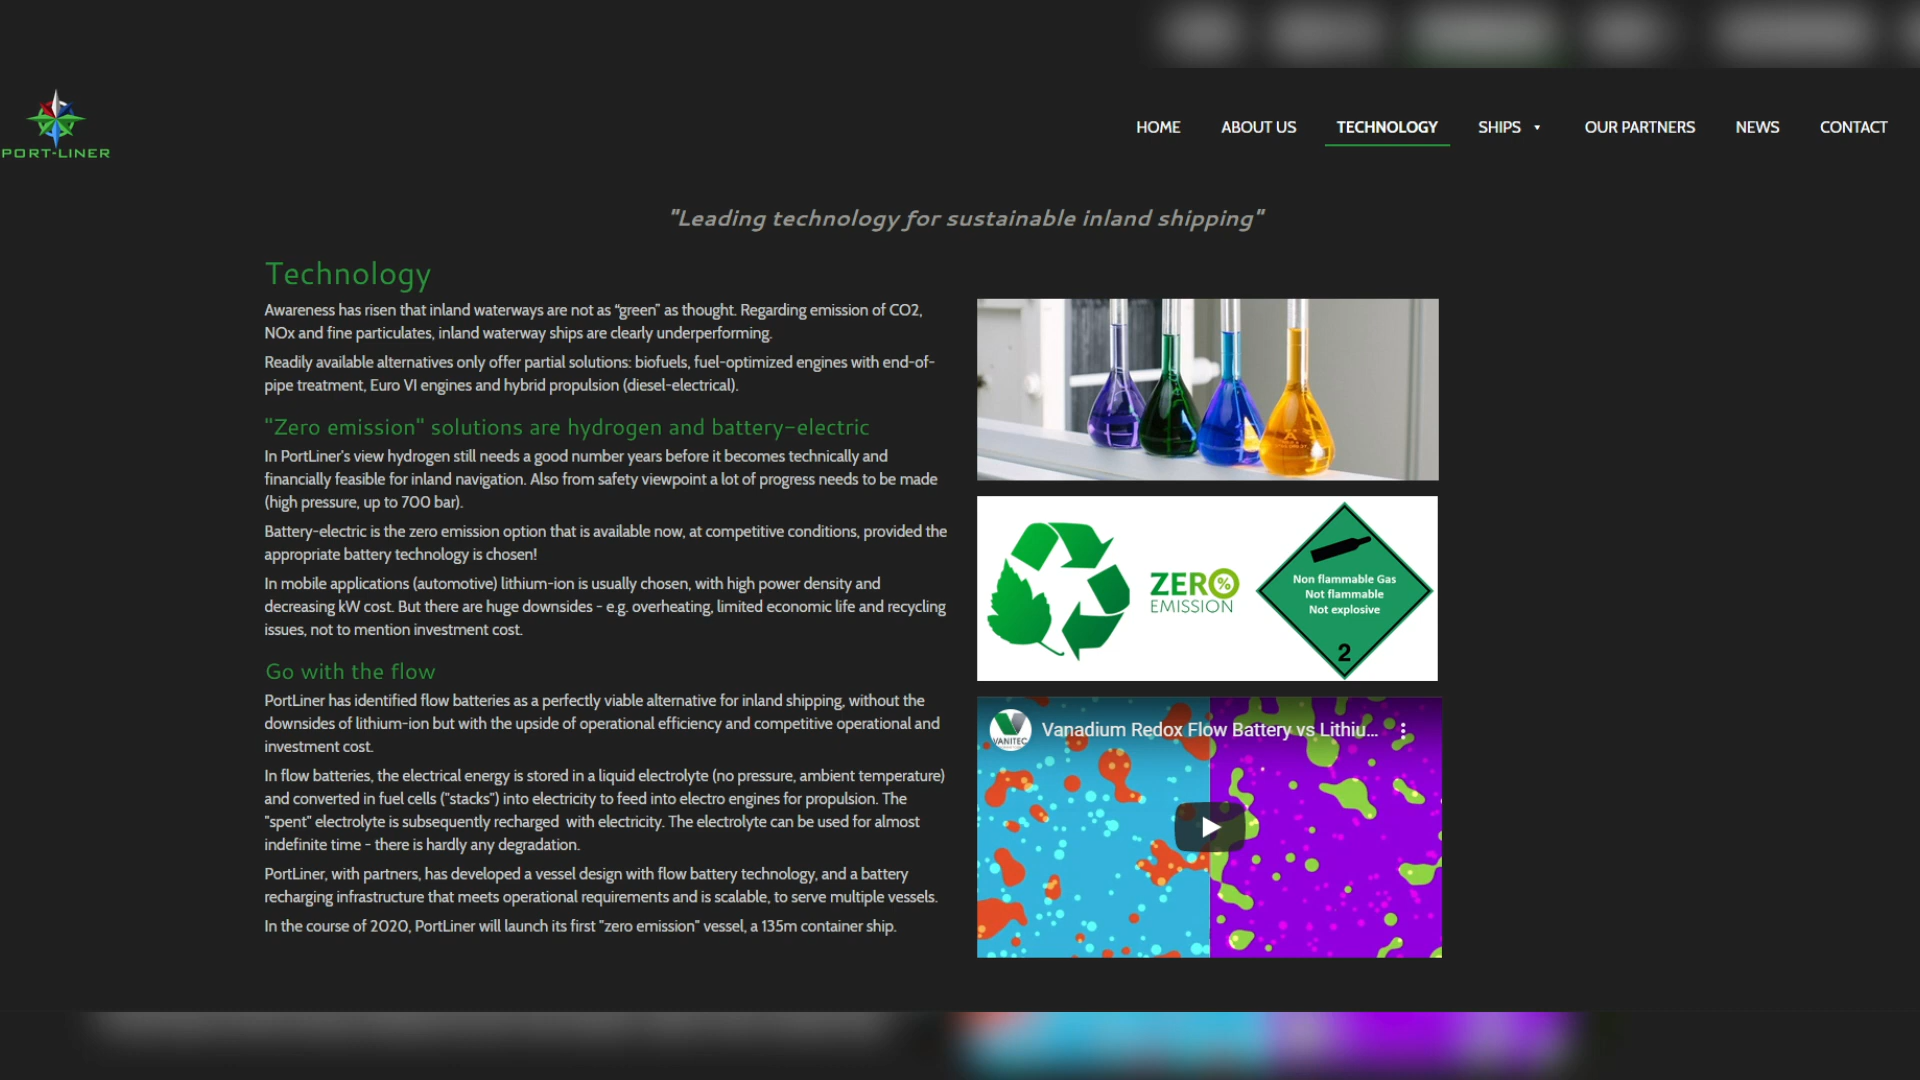 PORT-LINER
HOME ABOUT US TECHNOLOGY SHIPS OUR PARTNERS NEWS CONTACT
"Leading technology for sustainable inland shipping"
Technology
Awareness has risen that inland waterways are not as “green” as thought. Regarding emission of CO2,
NOx and fine particulates, inland waterway ships are clearly underperforming.
Readily available alternatives only offer partial solutions: biofuels, fuel-optimized engines with end-of-
pipe treatment, Euro VI engines and hybrid propulsion (diesel-electrical).
"Zero emission" solutions are hydrogen and battery-electric
In PortLiner's view hydrogen still needs a good number years before it becomes technically and
financially feasible for inland navigation. Also from safety viewpoint a lot of progress needs to be made
(high pressure, up to 700 bar).
Battery-electric is the zero emission option that is available now, at competitive conditions, provided the
appropriate battery technology is chosen!
In mobile applications (automotive) lithium-ion is usually chosen, with high power density and
decreasing kW cost. But there are huge downsides - e.g. overheating, limited economic life and recycling
issues, not to mention investment cost.
Go with the flow
PortLiner has identified flow batteries as a perfectly viable alternative for inland shipping, without the
downsides of lithium-ion but with the upside of operational efficiency and competitive operational and
investment cost.
In flow batteries, the electrical energy is stored in a liquid electrolyte (no pressure, ambient temperature)
and converted in fuel cells ("stacks") into electricity to feed into electro engines for propulsion. The
"spent" electrolyte is subsequently recharged with electricity. The electrolyte can be used for almost
indefinite time - there is hardly any degradation.
PortLiner, with partners, has developed a vessel design with flow battery technology, and a battery
recharging infrastructure that meets operational requirements and is scalable, to serve multiple vessels.
In the course of 2020, PortLiner will launch its first "zero emission" vessel, a 135m container ship.
ZERO %
EMISSION
Non flammable Gas
Not flammable
Not explosive
2
VANITEC
Vanadium Redox Flow Battery vs Lithiu...